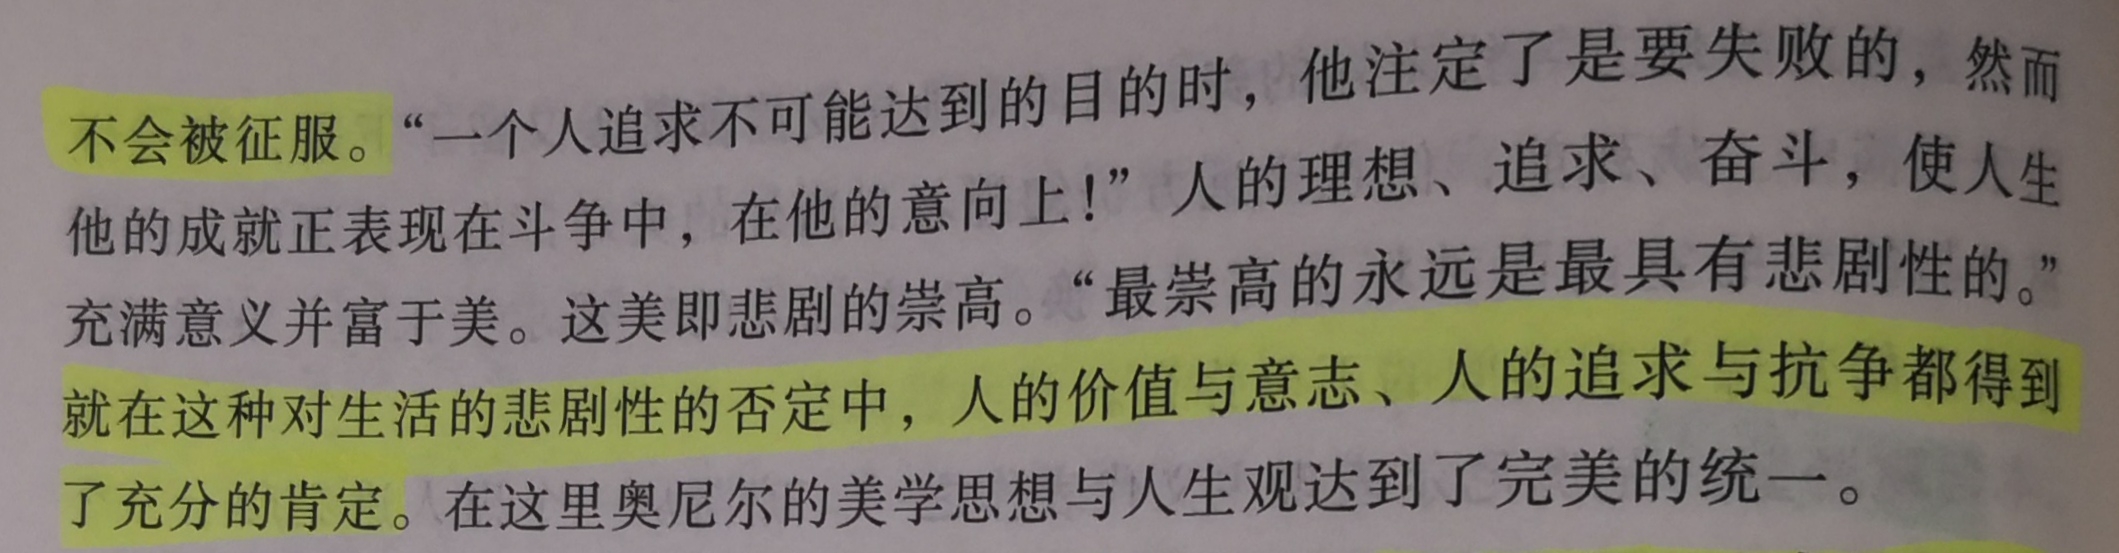 不会被征服。“一个人追求不可能达到的目的时，他注定了是要失败的，然而
他的成就正表现在斗争中，在他的意向上！”人的理想、追求、奋斗，使人生
充满意义并富于美。这美即悲剧的崇高。“最崇高的永远是最具有悲剧性的。”
就在这种对生活的悲剧性的否定中，人的价值与意志、人的追求与抗争都得到
了充分的肯定。在这里奥尼尔的美学思想与人生观达到了完美的统一。